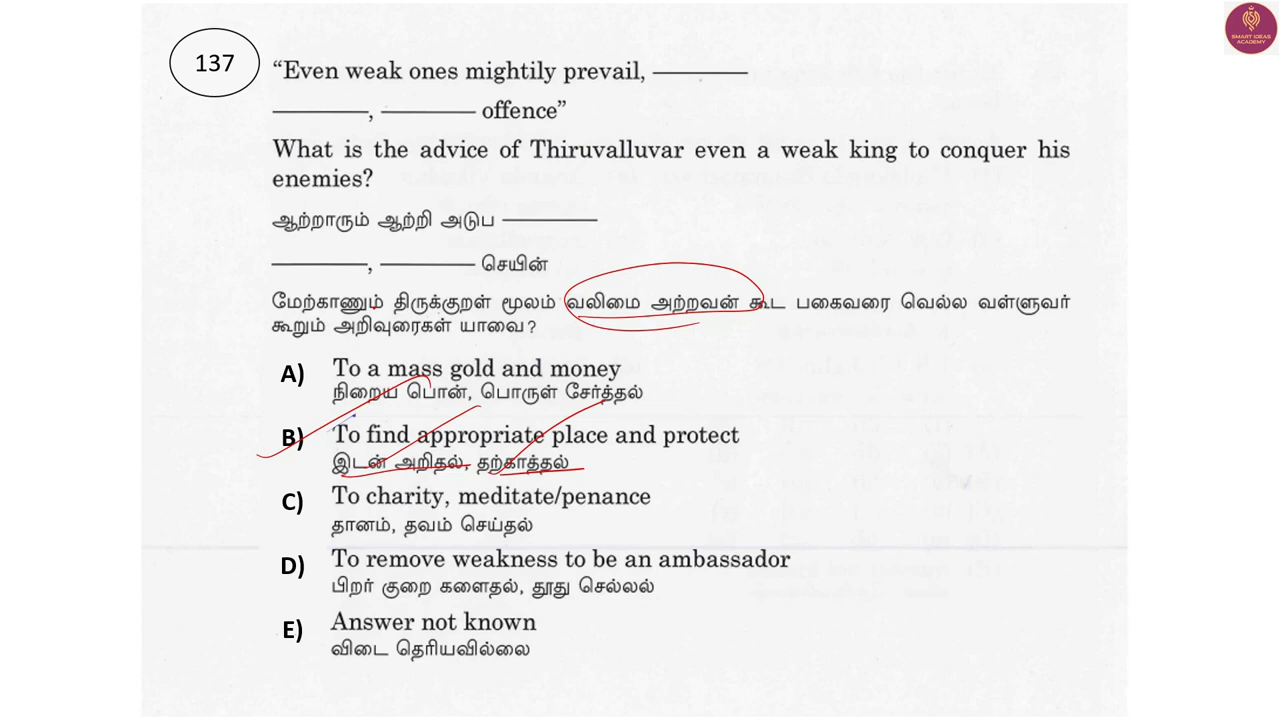 SMART IDEAS
ACADEMY
137
“Even weak ones mightily prevail, ————
————, ———— offence”
What is the advice of Thiruvalluvar even a weak king to conquer his
enemies?
ஆற்றாரும் ஆற்றி அடுப ————
————, ———— செயின்
மேற்காணும் திருக்குறள் மூலம் வலிமை அற்றவன் கூட பகைவரை வெல்ல வள்ளுவர்
கூறும் அறிவுரைகள் யாவை?
A) To a mass gold and money
நிறைய பொன், பொருள் சேர்த்தல்
B) To find appropriate place and protect
இடன் அறிதல், தற்காத்தல்
C) To charity, meditate/penance
தானம், தவம் செய்தல்
D) To remove weakness to be an ambassador
பிறர் குறை களைதல், தூது செல்லல்
E) Answer not known
விடை தெரியவில்லை